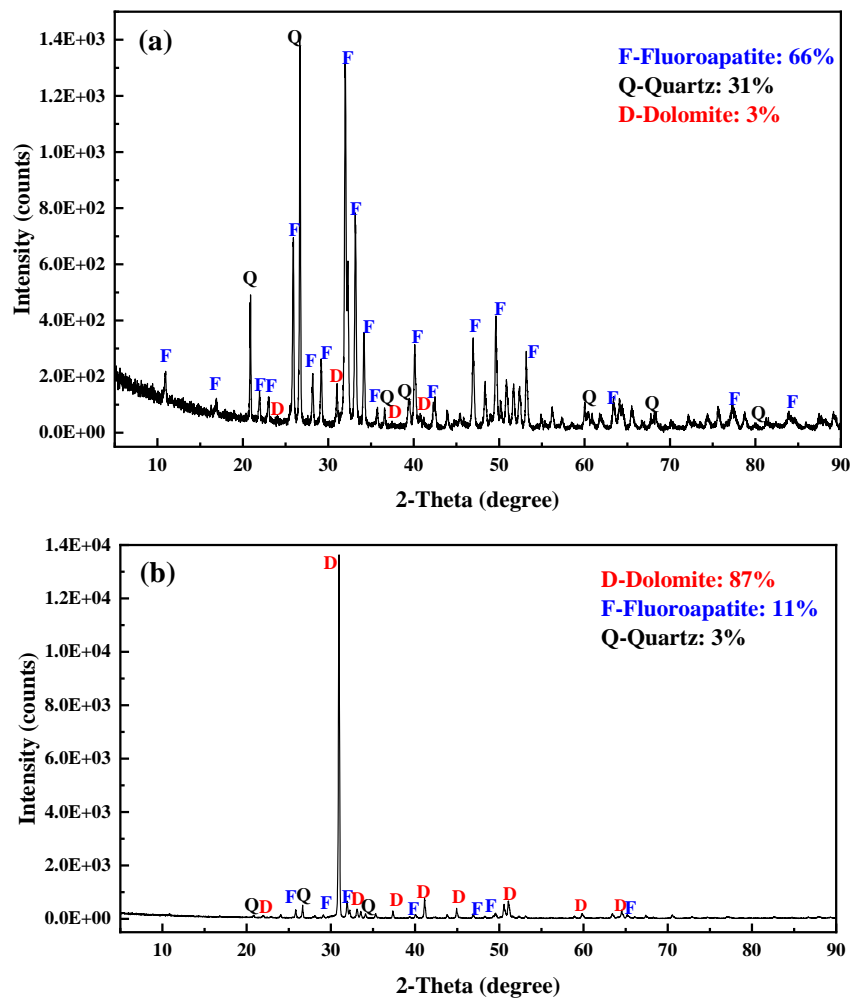 (a)
F-Fluoroapatite: 66%
Q-Quartz: 31%
D-Dolomite: 3%
1.4E+03
1.2E+03
1.0E+03
8.0E+02
6.0E+02
4.0E+02
2.0E+02
0.0E+00
Intensity (counts)
F F F F D Q F Q F F D F F F F Q D Q F D F F F F Q F Q F Q F
10 20 30 40 50 60 70 80 90
2-Theta (degree)
(b)
D-Dolomite: 87%
F-Fluoroapatite: 11%
Q-Quartz: 3%
1.4E+04
1.2E+04
1.0E+04
8.0E+03
6.0E+03
4.0E+03
2.0E+03
0.0E+00
Intensity (counts)
Q D F Q F D F D Q D F D D F F D D D F
10 20 30 40 50 60 70 80 90
2-Theta (degree)